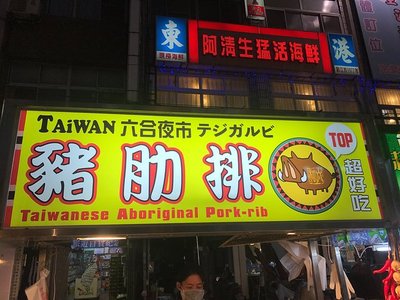 東 阿清生猛活海鮮 港
TAiWAN 六合夜市 テジガルビ
豬肋排
TOP
超好吃
Taiwanese Aboriginal Pork-rib